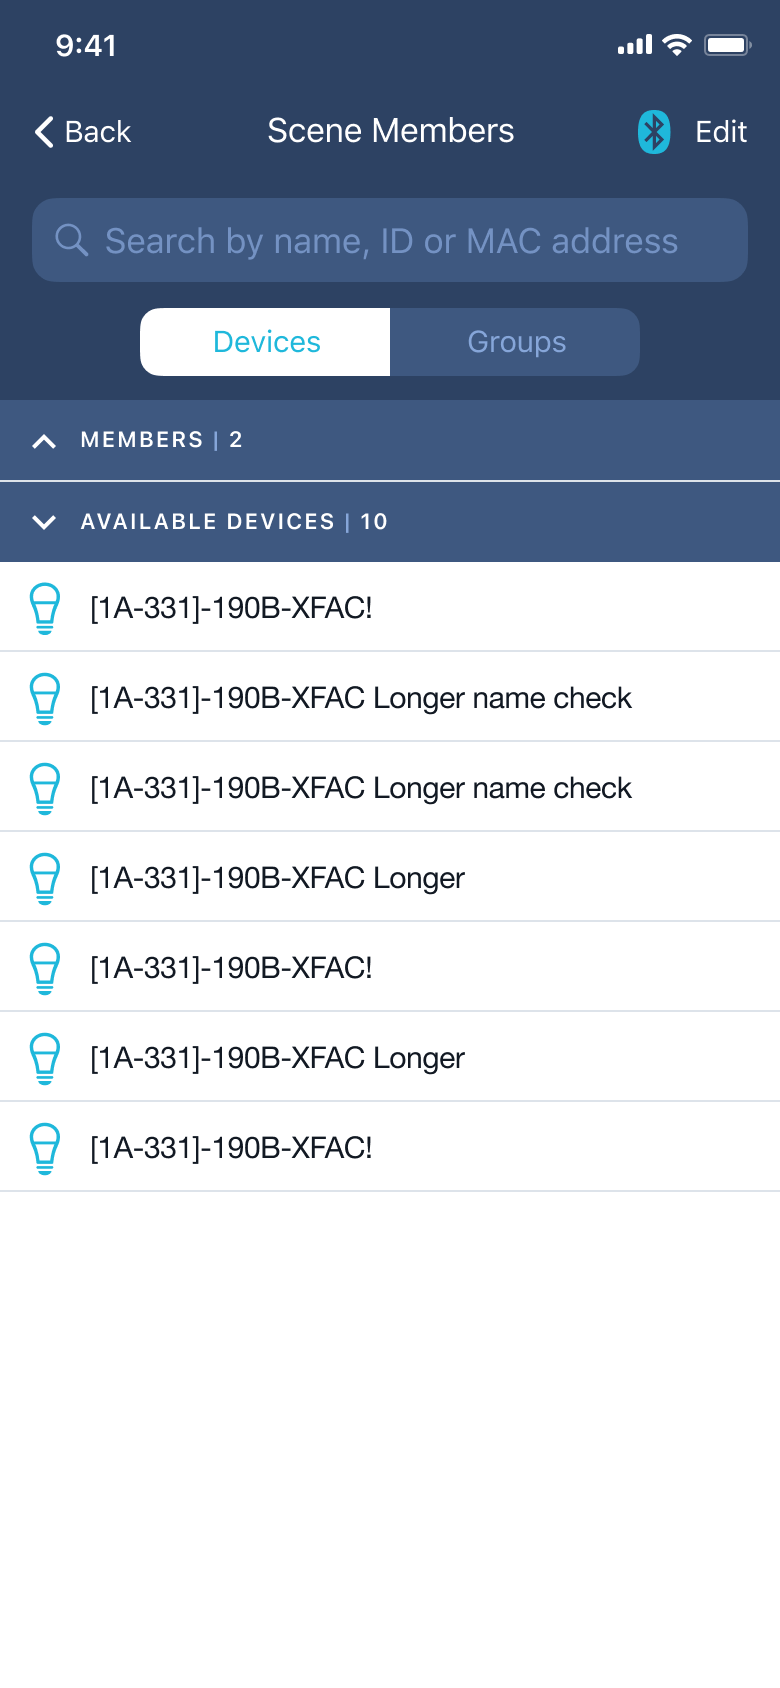 9:41
Back Scene Members Edit
Search by name, ID or MAC address
Devices Groups
MEMBERS | 2
AVAILABLE DEVICES | 10
[1A-331]-190B-XFAC!
[1A-331]-190B-XFAC Longer name check
[1A-331]-190B-XFAC Longer name check
[1A-331]-190B-XFAC Longer
[1A-331]-190B-XFAC!
[1A-331]-190B-XFAC Longer
[1A-331]-190B-XFAC!